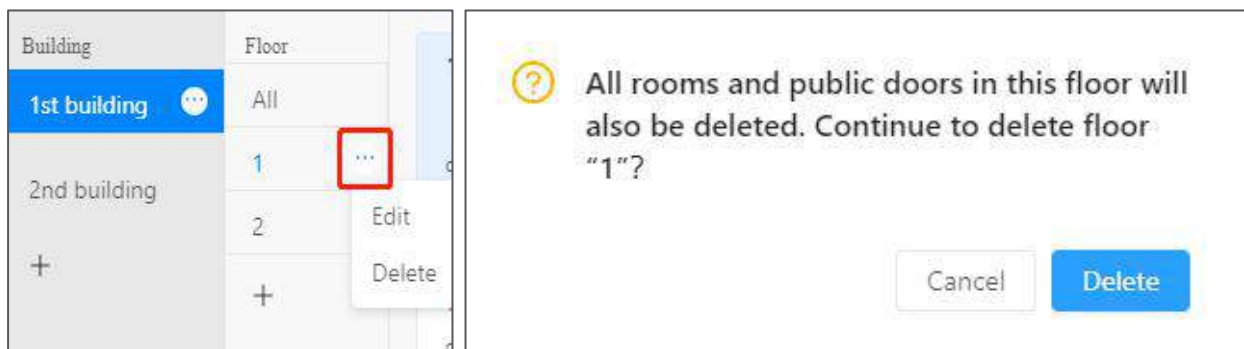 Building
Floor
1st building
All
1
2nd building
2
Edit
Delete
All rooms and public doors in this floor will
also be deleted. Continue to delete floor
“1”?
Cancel
Delete